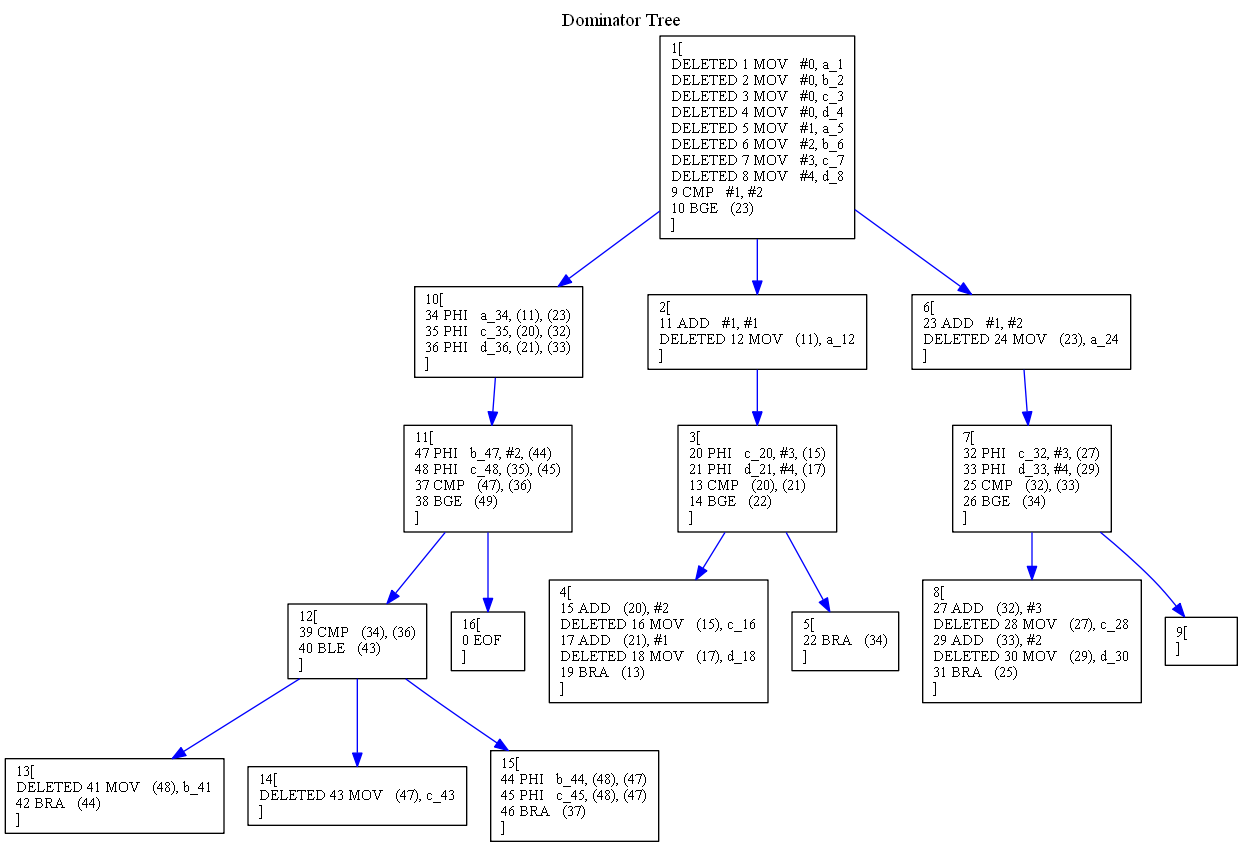 Dominator Tree
1[
DELETED 1 MOV #0, a_1
DELETED 2 MOV #0, b_2
DELETED 3 MOV #0, c_3
DELETED 4 MOV #0, d_4
DELETED 5 MOV #1, a_5
DELETED 6 MOV #2, b_6
DELETED 7 MOV #3, c_7
DELETED 8 MOV #4, d_8
9 CMP #1, #2
10 BGE (23)
]
10[
34 PHI a_34, (11), (23)
35 PHI c_35, (20), (32)
36 PHI d_36, (21), (33)
]
2[
11 ADD #1, #1
DELETED 12 MOV (11), a_12
]
6[
23 ADD #1, #2
DELETED 24 MOV (23), a_24
]
11[
47 PHI b_47, #2, (44)
48 PHI c_48, (35), (45)
37 CMP (47), (36)
38 BGE (49)
]
3[
20 PHI c_20, #3, (15)
21 PHI d_21, #4, (17)
13 CMP (20), (21)
14 BGE (22)
]
7[
32 PHI c_32, #3, (27)
33 PHI d_33, #4, (29)
25 CMP (32), (33)
26 BGE (34)
]
12[
39 CMP (34), (36)
40 BLE (43)
]
16[
0 EOF
]
4[
15 ADD (20), #2
DELETED 16 MOV (15), c_16
17 ADD (21), #1
DELETED 18 MOV (17), d_18
19 BRA (13)
]
5[
22 BRA (34)
]
8[
27 ADD (32), #3
DELETED 28 MOV (27), c_28
29 ADD (33), #2
DELETED 30 MOV (29), d_30
31 BRA (25)
]
9[
]
13[
DELETED 41 MOV (48), b_41
42 BRA (44)
]
14[
DELETED 43 MOV (47), c_43
]
15[
44 PHI b_44, (48), (47)
45 PHI c_45, (48), (47)
46 BRA (37)
]